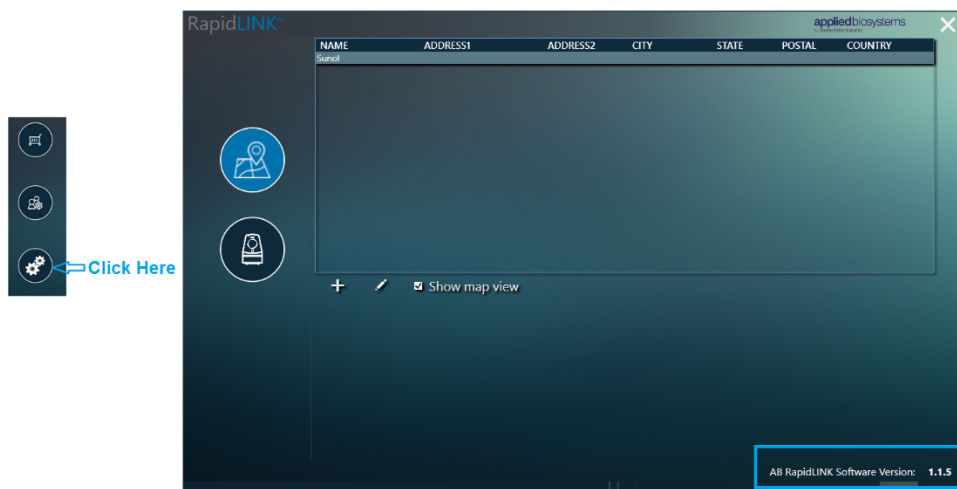 RapidLINK™
appliedbiosystems
NAME ADDRESS1 ADDRESS2 CITY STATE POSTAL COUNTRY
Sunol
Click Here
Show map view
AB RapidLINK Software Version: 1.1.5